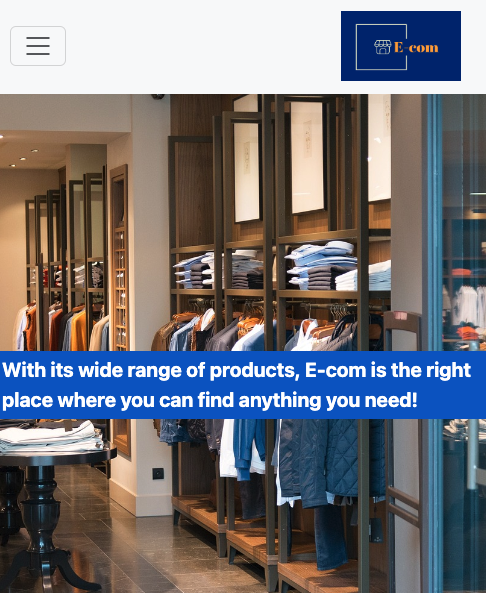 E-com
With its wide range of products, E-com is the right
place where you can find anything you need!